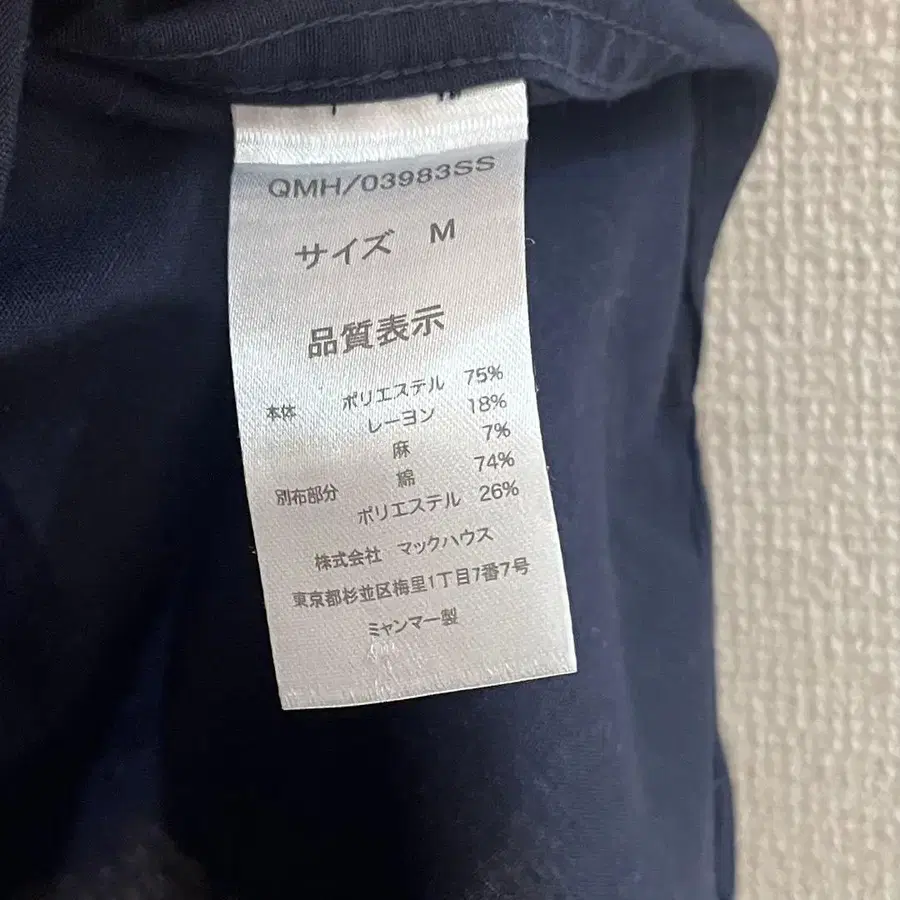 QMH/03983SS
サイズ M
品質表示
本体 ポリエステル 75%
レーヨン 18%
麻 7%
別布部分 綿 74%
ポリエステル 26%
株式会社 マックハウス
東京都杉並区梅里1丁目7番7号
ミャンマー製